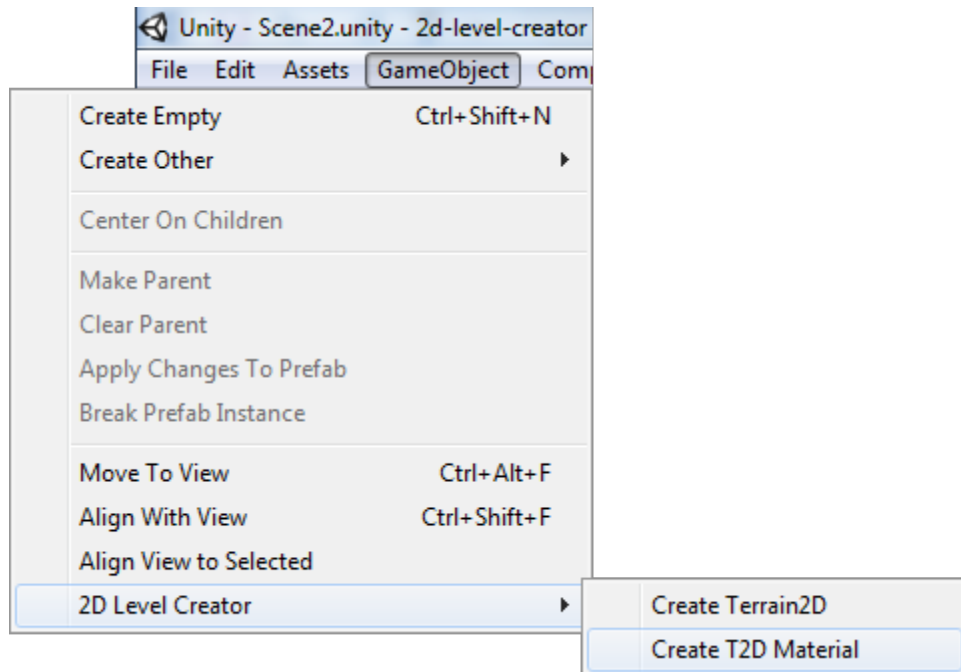 Unity - Scene2.unity - 2d-level-creator
File Edit Assets GameObject Comp
Create Empty Ctrl+Shift+N
Create Other
Center On Children
Make Parent
Clear Parent
Apply Changes To Prefab
Break Prefab Instance
Move To View Ctrl+Alt+F
Align With View Ctrl+Shift+F
Align View to Selected
2D Level Creator
Create Terrain2D
Create T2D Material